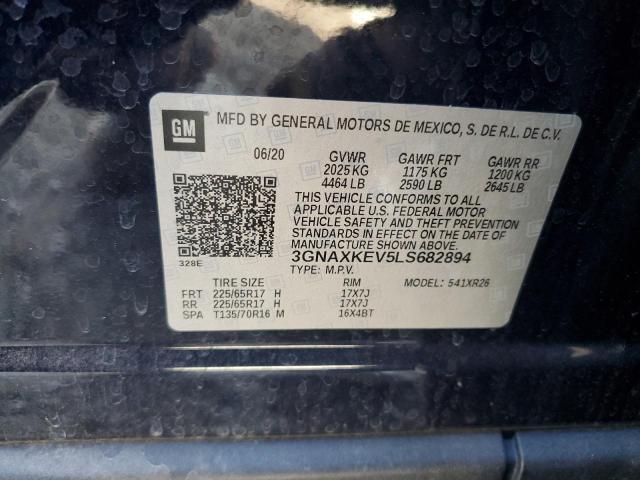 GM
MFD BY GENERAL MOTORS DE MEXICO, S. DE R.L. DE C.V.
06/20 GVWR GAWR FRT GAWR RR
2025 KG 1175 KG 1200 KG
4464 LB 2590 LB 2645 LB
THIS VEHICLE CONFORMS TO ALL
APPLICABLE U.S. FEDERAL MOTOR
VEHICLE SAFETY AND THEFT PREVENTION
STANDARDS IN EFFECT ON THE DATE OF
MANUFACTURE SHOWN ABOVE.
328E 3GNAXKEV5LS682894
TYPE: M.P.V. MODEL: 541XR26
TIRE SIZE RIM
FRT 225/65R17 H 17X7J
RR 225/65R17 H 17X7J
SPA T135/70R16 M 16X4BT